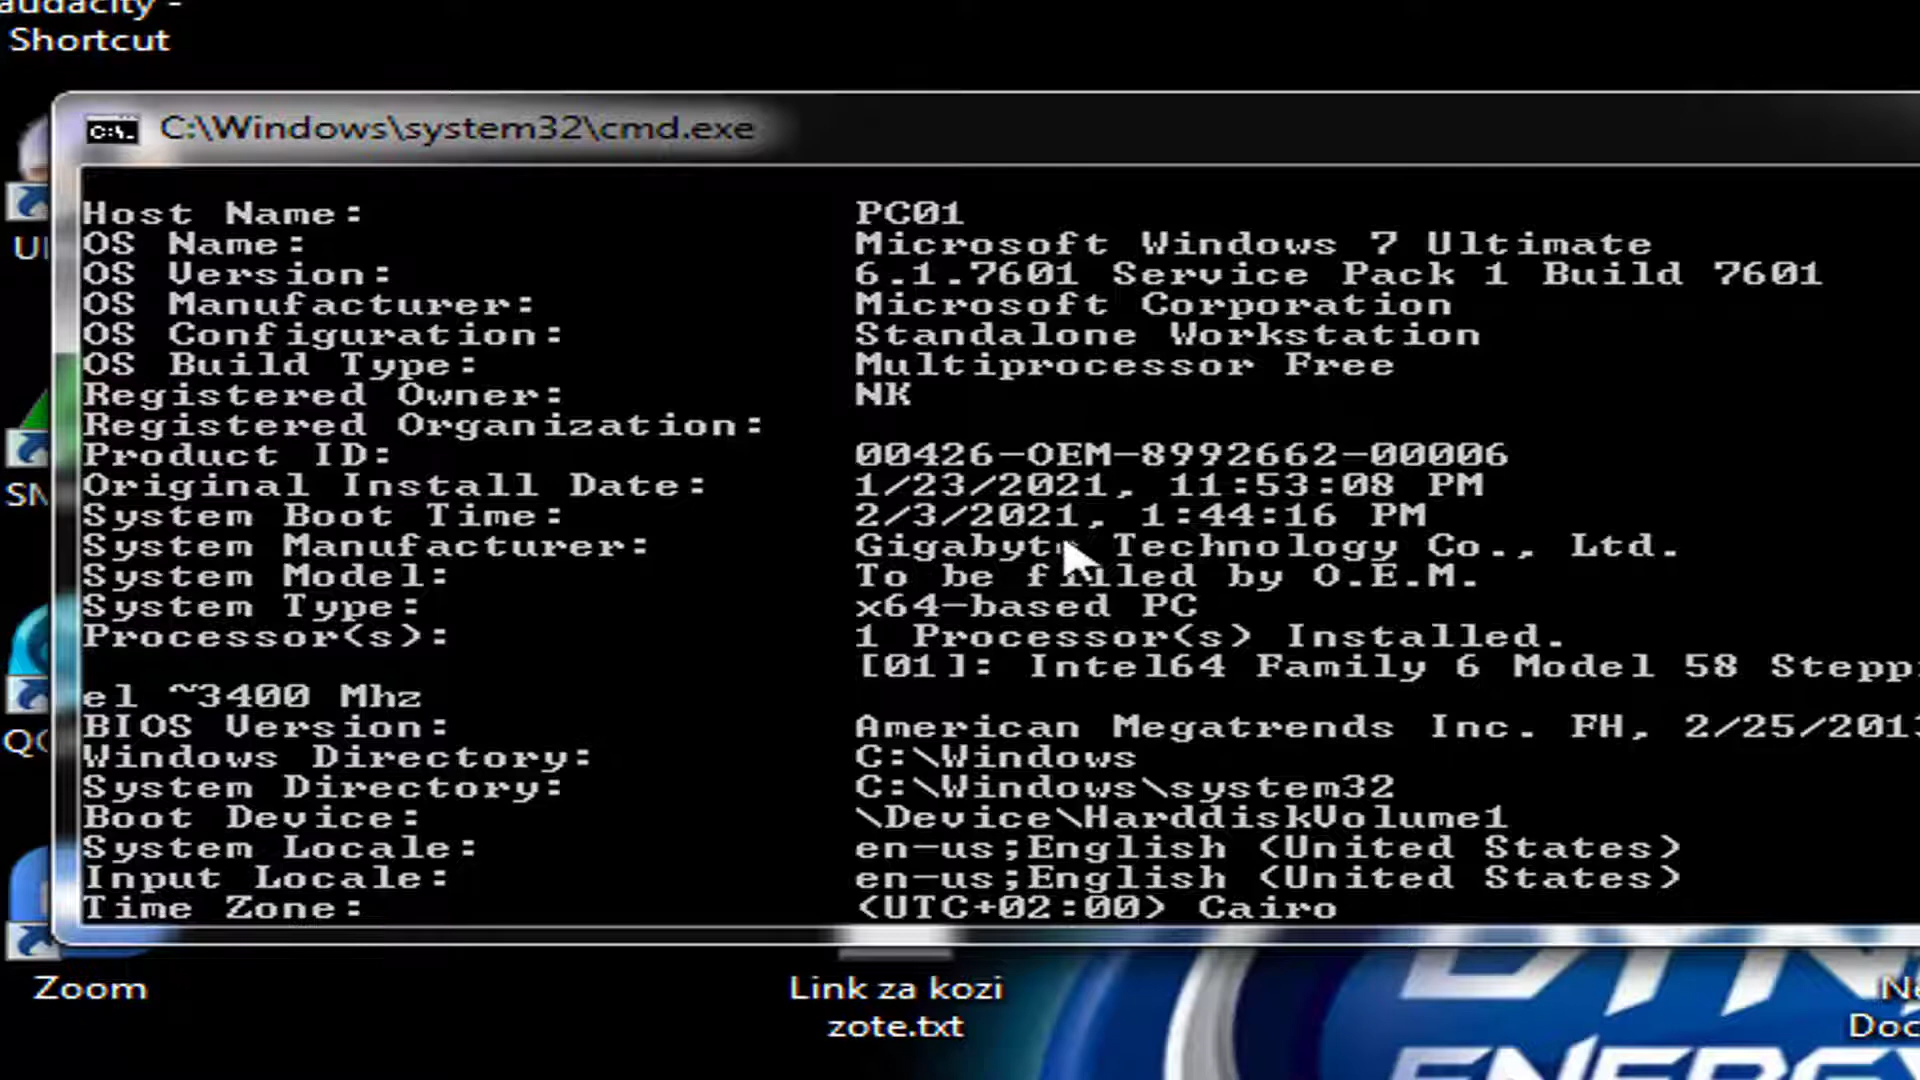 audacity -
Shortcut
C:\Windows\system32\cmd.exe
Host Name: PC01
OS Name: Microsoft Windows 7 Ultimate
OS Version: 6.1.7601 Service Pack 1 Build 7601
OS Manufacturer: Microsoft Corporation
OS Configuration: Standalone Workstation
OS Build Type: Multiprocessor Free
Registered Owner: NK
Registered Organization:
Product ID: 00426-OEM-8992662-00006
Original Install Date: 1/23/2021, 11:53:08 PM
System Boot Time: 2/3/2021, 1:44:16 PM
System Manufacturer: Gigabyte Technology Co., Ltd.
System Model: To be filled by O.E.M.
System Type: x64-based PC
Processor(s): 1 Processor(s) Installed.
[01]: Intel64 Family 6 Model 58 Stepp
el ~3400 Mhz
BIOS Version: American Megatrends Inc. FH, 2/25/2013
Windows Directory: C:\Windows
System Directory: C:\Windows\system32
Boot Device: \Device\HarddiskVolume1
System Locale: en-us;English (United States)
Input Locale: en-us;English (United States)
Time Zone: (UTC+02:00) Cairo
Zoom
Link za kozi
zote.txt
Ne
Doc
ENERGY